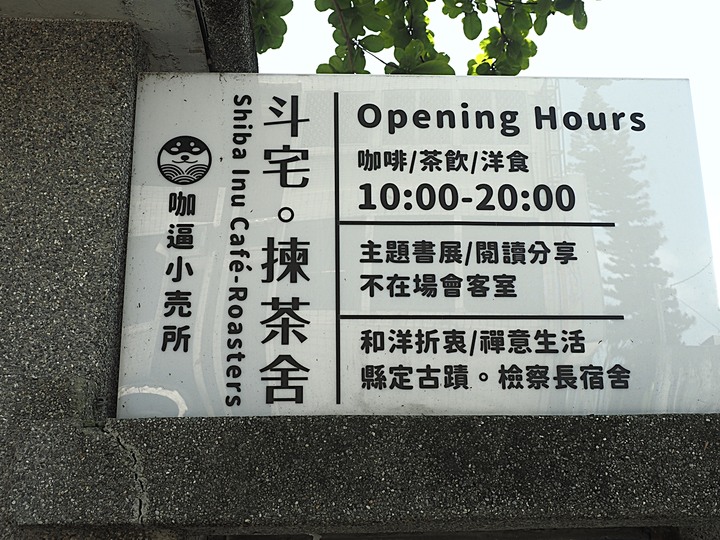 斗宅。揀茶舍
Shiba Inu Café-Roasters
咖逼小売所
Opening Hours
咖啡/茶飲/洋食
10:00-20:00
主題書展/閱讀分享
不在場會客室
和洋折衷/禪意生活
縣定古蹟。檢察長宿舍